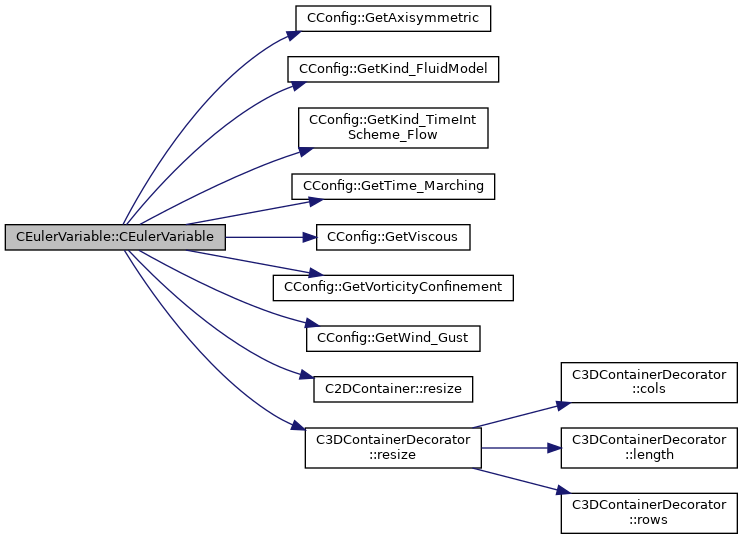 CConfig::GetAxisymmetric
CConfig::GetKind_FluidModel
CConfig::GetKind_TimeInt
Scheme_Flow
CConfig::GetTime_Marching
CEulerVariable::CEulerVariable
CConfig::GetViscous
CConfig::GetVorticityConfinement
CConfig::GetWind_Gust
C2DContainer::resize
C3DContainerDecorator
::resize
C3DContainerDecorator
::cols
C3DContainerDecorator
::length
C3DContainerDecorator
::rows